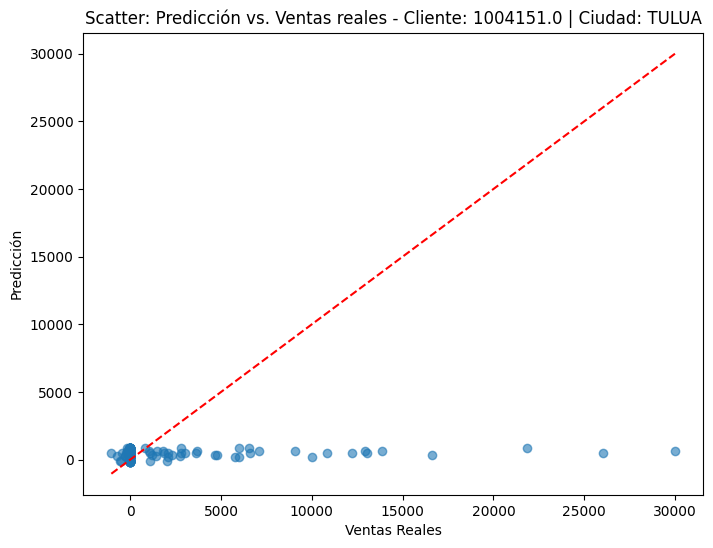 Scatter: Predicción vs. Ventas reales - Cliente: 1004151.0 | Ciudad: TULUA
30000
25000
20000
15000
10000
5000
0
Predicción
0 5000 10000 15000 20000 25000 30000
Ventas Reales